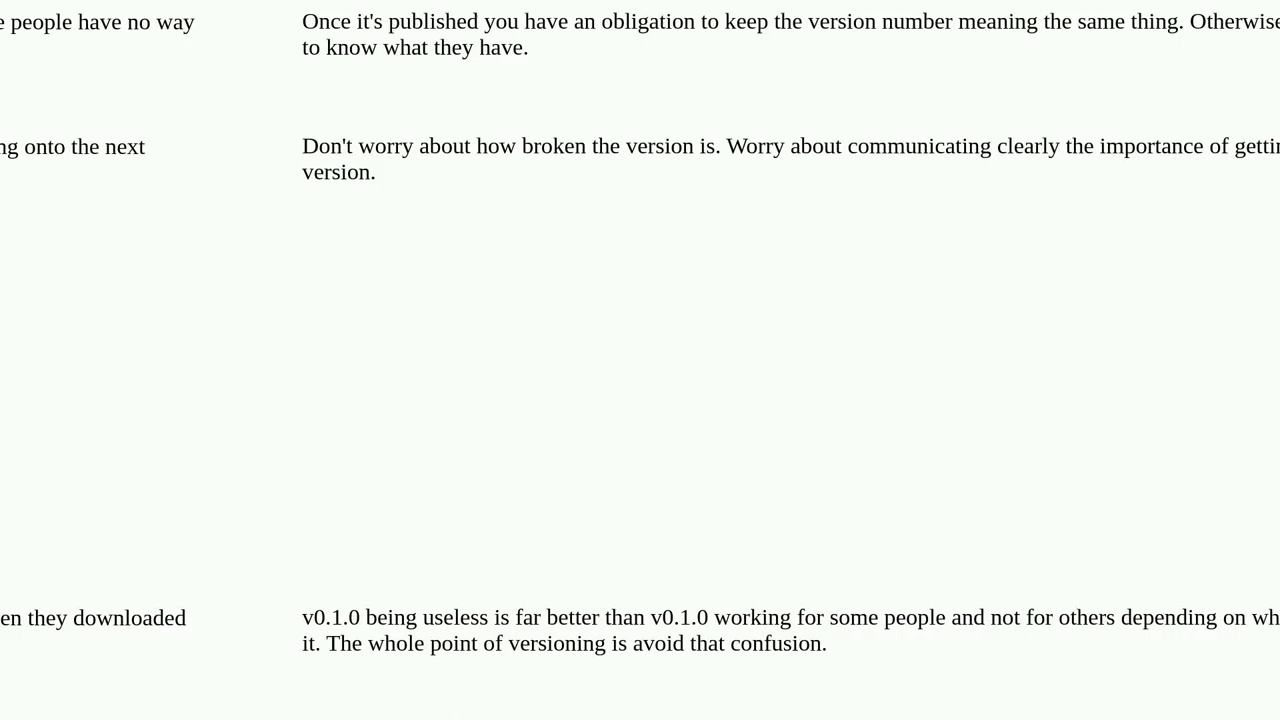 e people have no way
Once it's published you have an obligation to keep the version number meaning the same thing. Otherwise
to know what they have.
ng onto the next
Don't worry about how broken the version is. Worry about communicating clearly the importance of gettin
version.
en they downloaded
v0.1.0 being useless is far better than v0.1.0 working for some people and not for others depending on wh
it. The whole point of versioning is avoid that confusion.